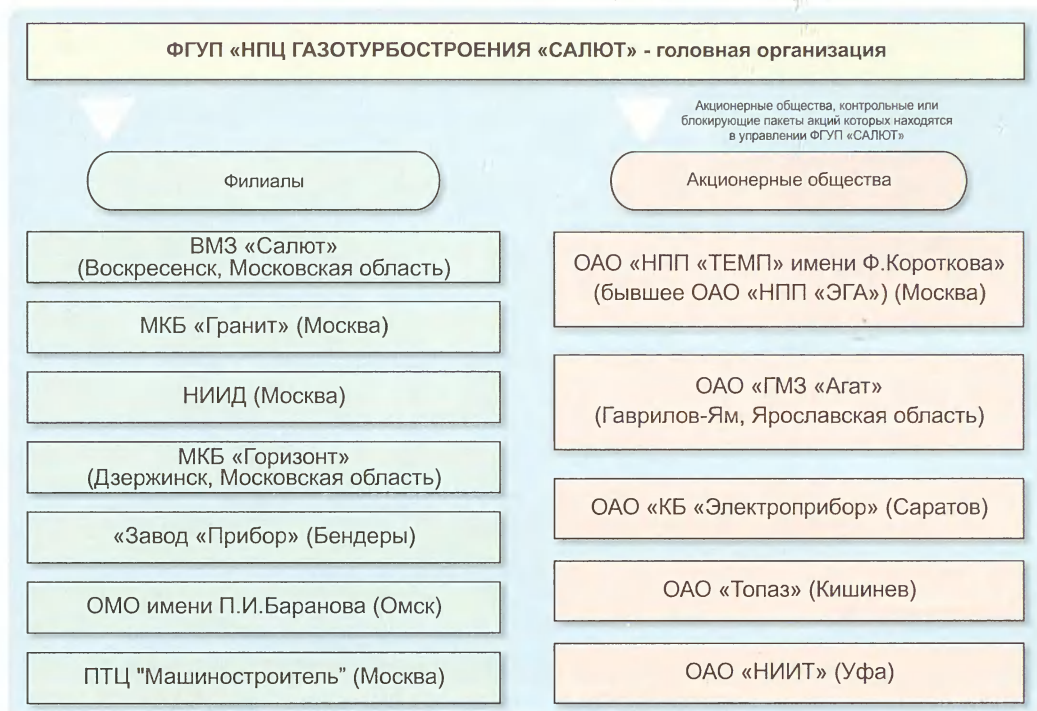 ФГУП «НПЦ ГАЗОТУРБОСТРОЕНИЯ «САЛЮТ» - головная организация
Акционерные общества, контрольные или
блокирующие пакеты акций которых находятся
в управлении ФГУП «САЛЮТ»
Филиалы
ВМЗ «Салют»
(Воскресенск, Московская область)
МКБ «Гранит» (Москва)
НИИД (Москва)
МКБ «Горизонт»
(Дзержинск, Московская область)
«Завод «Прибор» (Бендеры)
ОМО имени П.И.Баранова (Омск)
ПТЦ "Машиностроитель” (Москва)
Акционерные общества
ОАО «НПП «ТЕМП» имени Ф.Короткова»
(бывшее ОАО «НПП «ЭГА») (Москва)
ОАО «ГМЗ «Агат»
(Гаврилов-Ям, Ярославская область)
ОАО «КБ «Электроприбор» (Саратов)
ОАО «Топаз» (Кишинев)
ОАО «НИИТ» (Уфа)